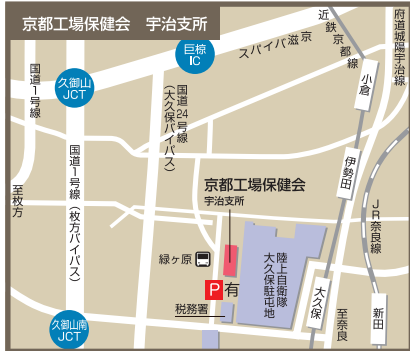 京都工場保健会 宇治支所
近鉄京都線
府道城陽宇治線
巨椋
IC
京滋バイパス
小倉
国道1号線
久御山
JCT
国道24号線
(大久保バイパス)
伊勢田
国道1号線(枚方バイパス)
京都工場保健会
宇治支所
至枚方
JR奈良線
緑ヶ原
陸上自衛隊
大久保駐屯地
P有
大久保
税務署
至奈良
新田
久御山南
JCT